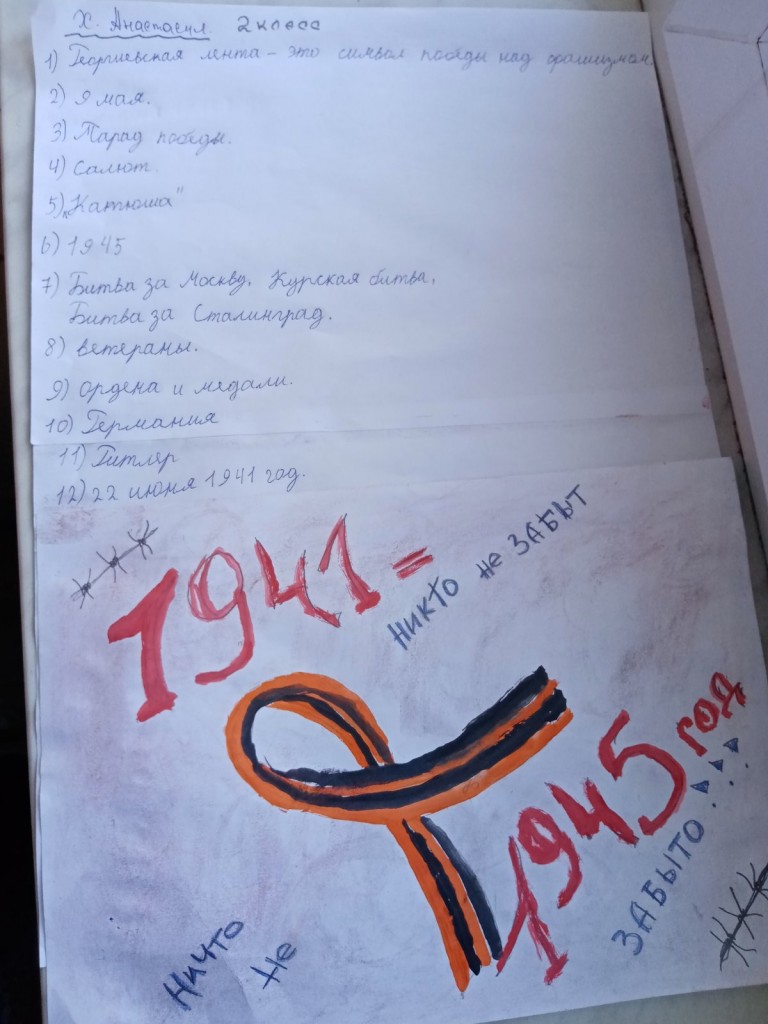 Х. Анастасия. 2 класс
1) Георгиевская лента – это символ победы над фашизмом
2) 9 мая.
3) Парад победы.
4) Салют.
5) „Катюша"
6) 1945
7) Битва за Москву, Курская битва,
Битва за Сталинград.
8) ветераны.
9) ордена и медали.
10) Германия
11) Гитлер
12) 22 июня 1941 год.
1941 =
НИКТО НЕ ЗАБЫТ
1945 ГОД
НИЧТО
Не
ЗАБЫТО...